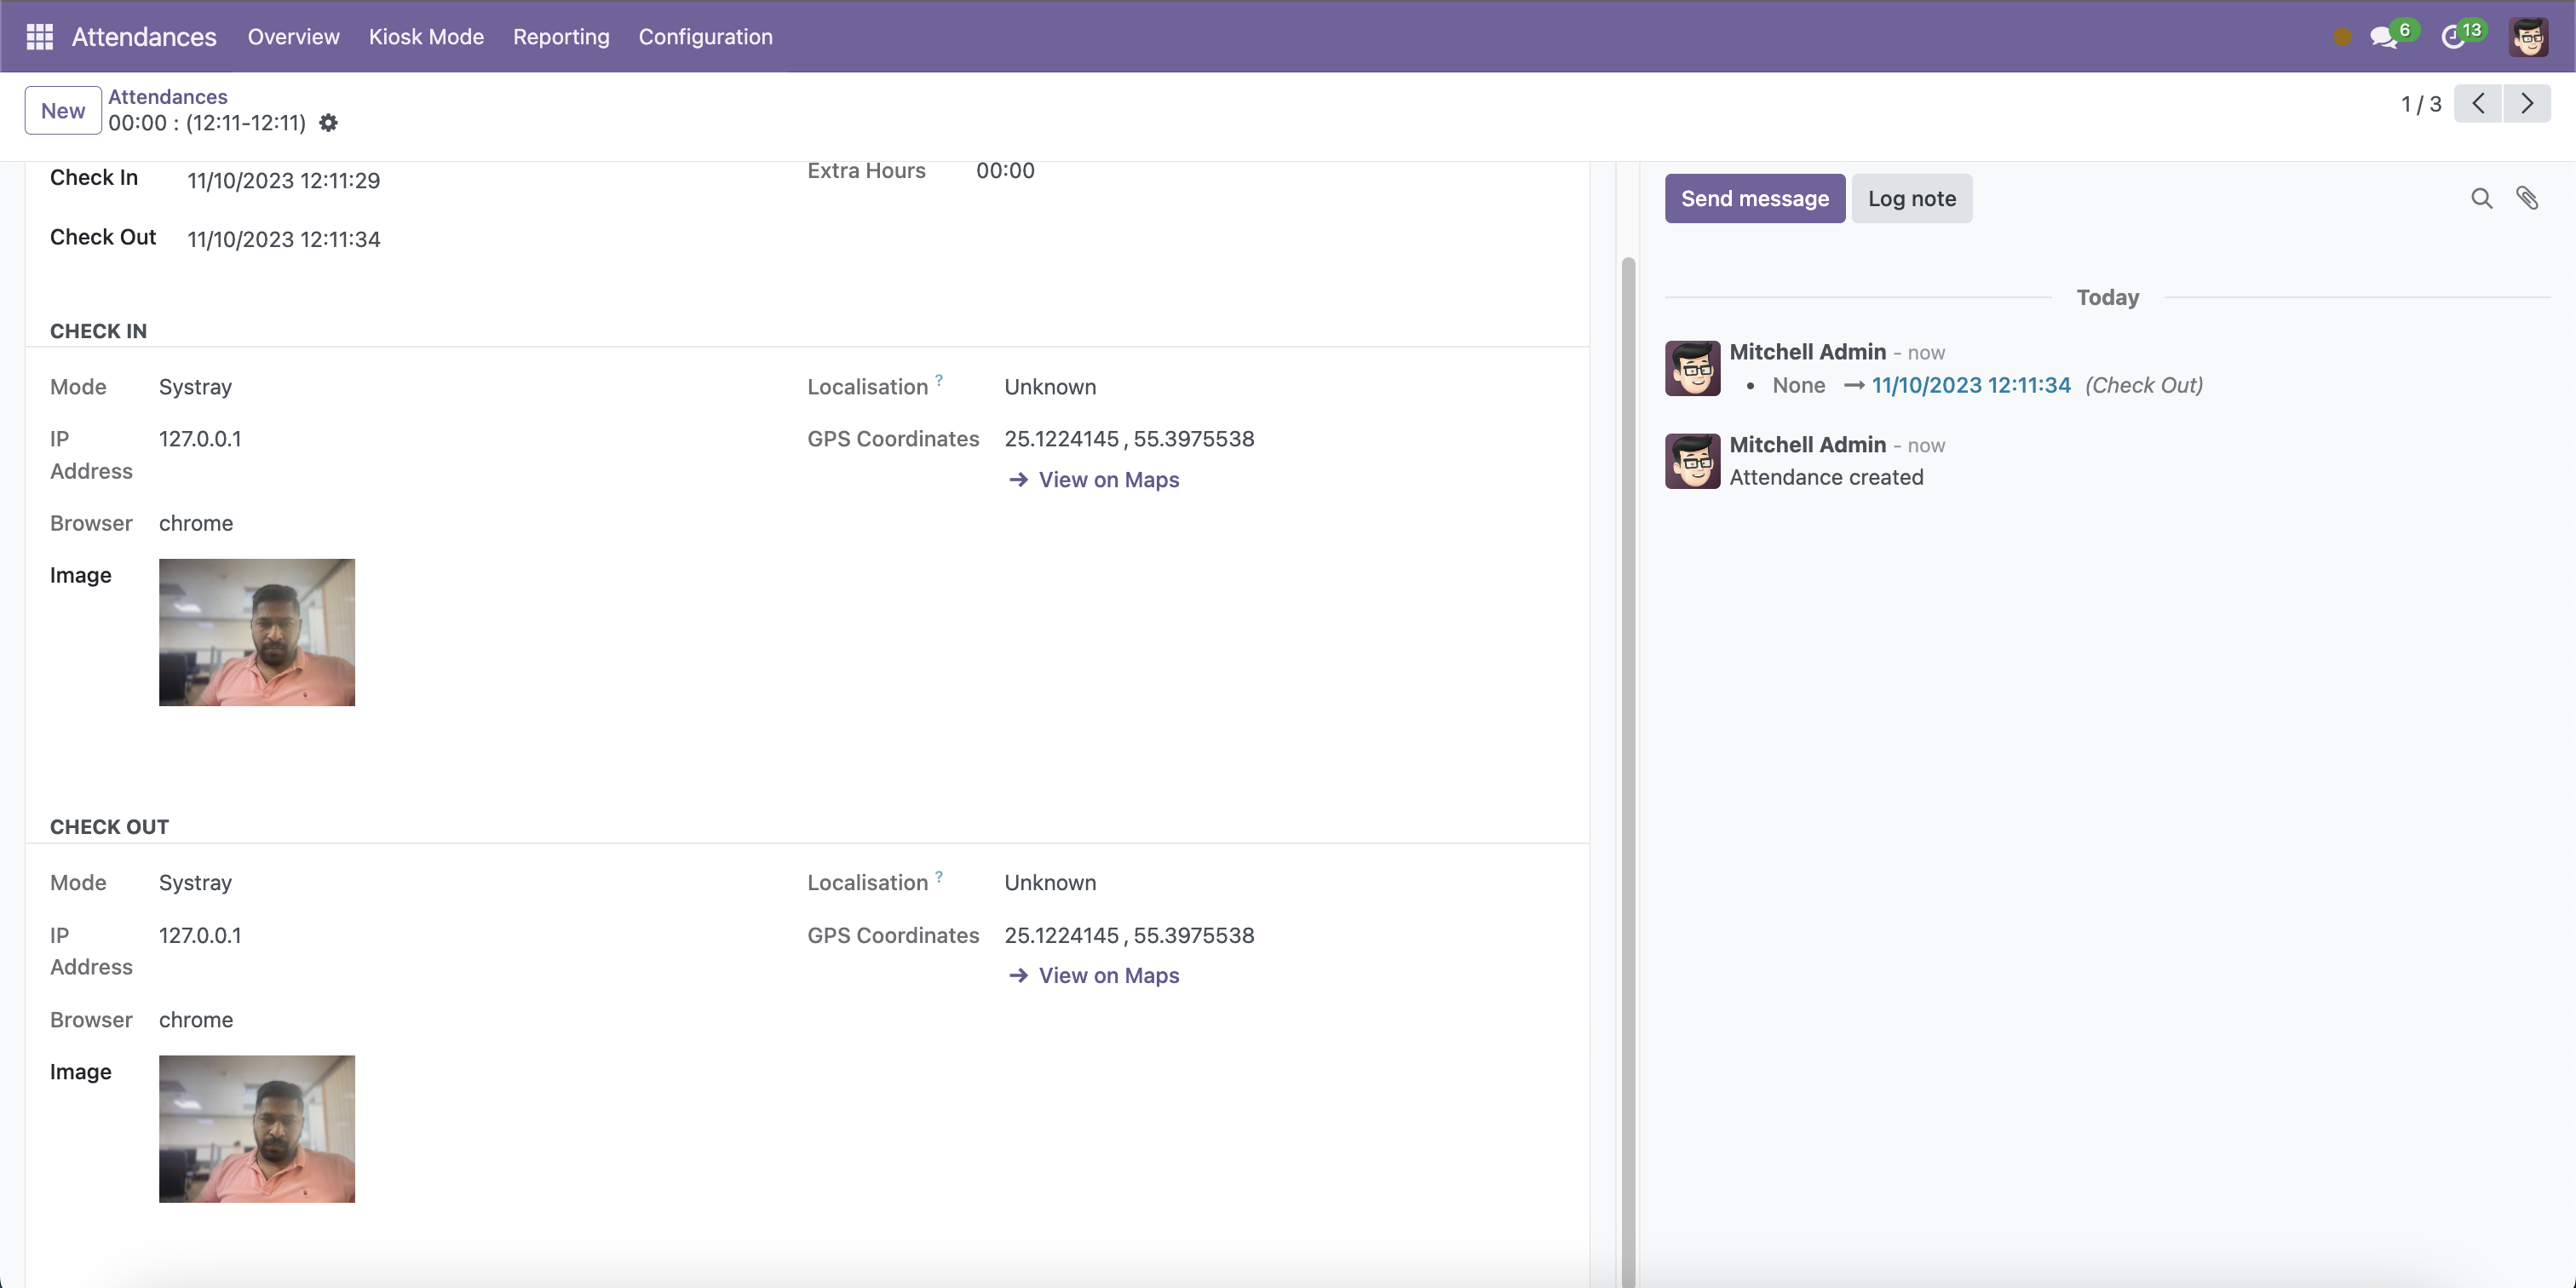 Attendances Overview Kiosk Mode Reporting Configuration 6 13
New Attendances
00:00 : (12:11-12:11)
1 / 3
Check In 11/10/2023 12:11:29
Extra Hours 00:00
Check Out 11/10/2023 12:11:34
CHECK IN
Mode Systray
Localisation ? Unknown
IP Address 127.0.0.1
GPS Coordinates 25.1224145 , 55.3975538
→ View on Maps
Browser chrome
Image
CHECK OUT
Mode Systray
Localisation ? Unknown
IP Address 127.0.0.1
GPS Coordinates 25.1224145 , 55.3975538
→ View on Maps
Browser chrome
Image
Send message Log note
Today
Mitchell Admin - now
• None → 11/10/2023 12:11:34 (Check Out)
Mitchell Admin - now
Attendance created